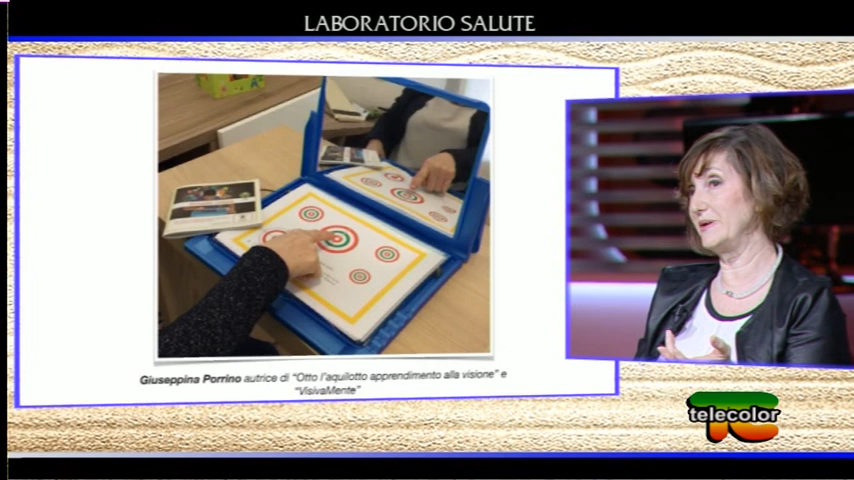 LABORATORIO SALUTE
Giuseppina Porrino autrice di "Otto l'aquilotto apprendimento alla visione" e
"VisivaMente"
telecolor